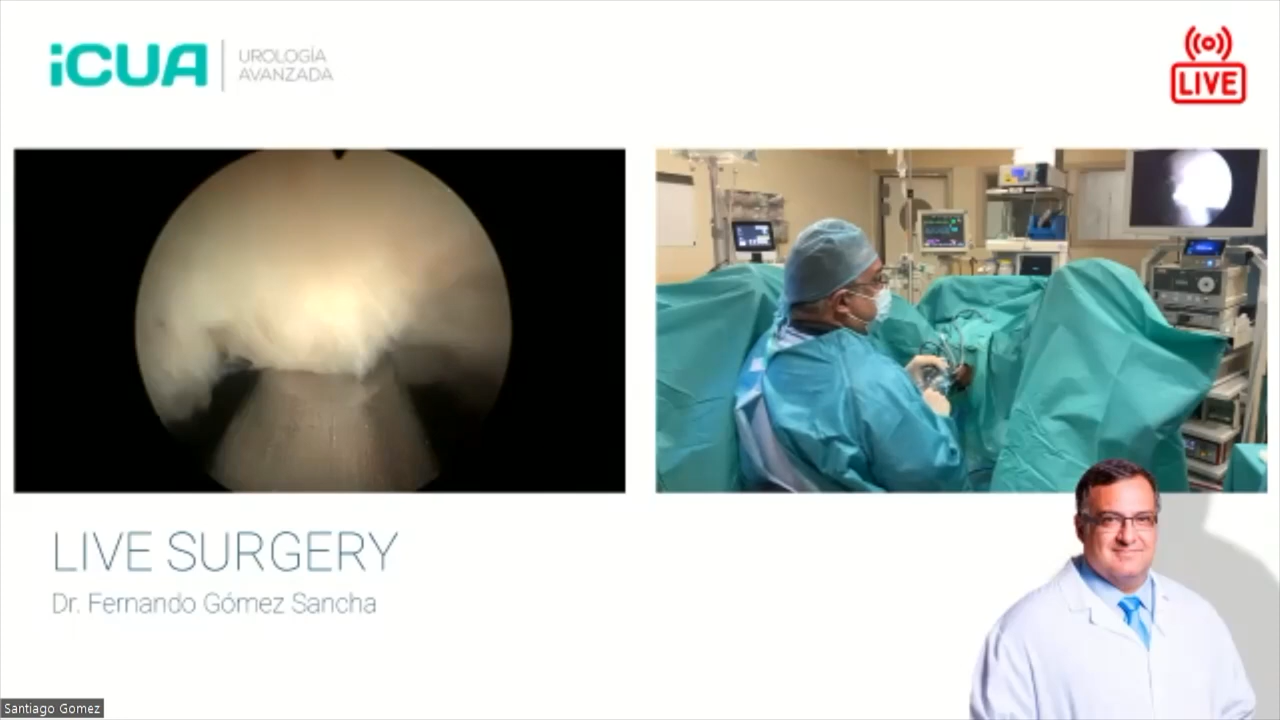 iCUA
UROLOGÍA
AVANZADA
LIVE
LIVE SURGERY
Dr. Fernando Gómez Sancha
Santiago Gomez